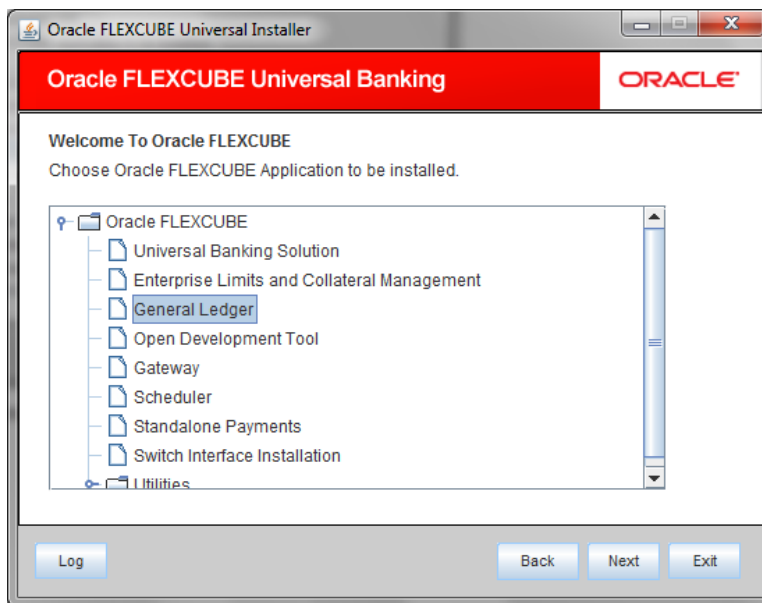 Oracle FLEXCUBE Universal Installer
Oracle FLEXCUBE Universal Banking
ORACLE
Welcome To Oracle FLEXCUBE
Choose Oracle FLEXCUBE Application to be installed.
Oracle FLEXCUBE
Universal Banking Solution
Enterprise Limits and Collateral Management
General Ledger
Open Development Tool
Gateway
Scheduler
Standalone Payments
Switch Interface Installation
Utilities
Log Back Next Exit